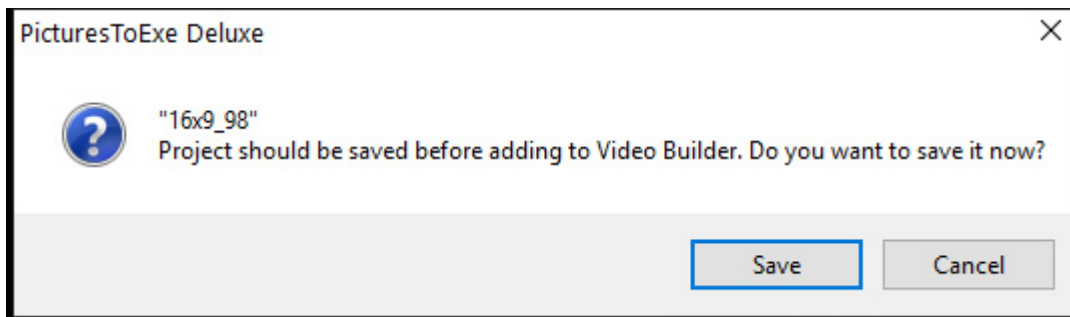 PicturesToExe Deluxe
"16x9_98"
Project should be saved before adding to Video Builder. Do you want to save it now?
Save
Cancel